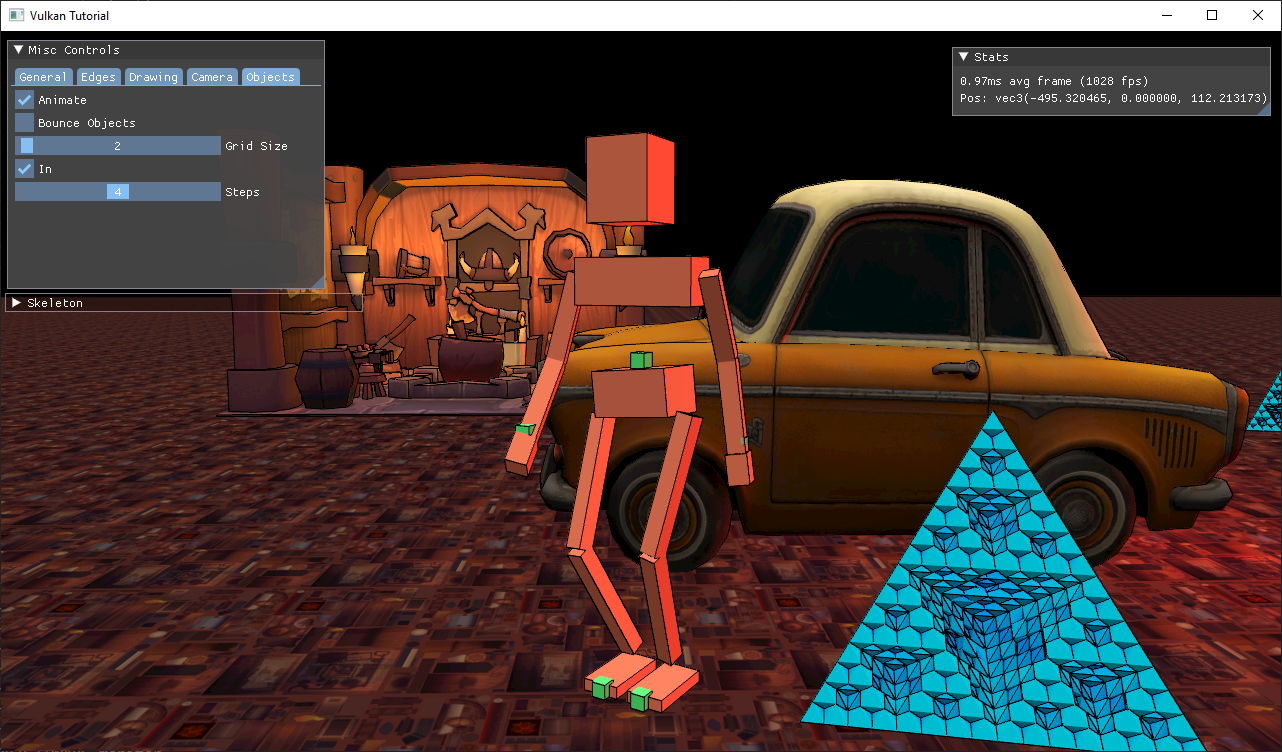 Vulkan Tutorial
Misc Controls
General Edges Drawing Camera Objects
Animate
Bounce Objects
2 Grid Size
In
4 Steps
Skeleton
Stats
0.97ms avg frame (1028 fps)
Pos: vec3(-495.320465, 0.000000, 112.213173)